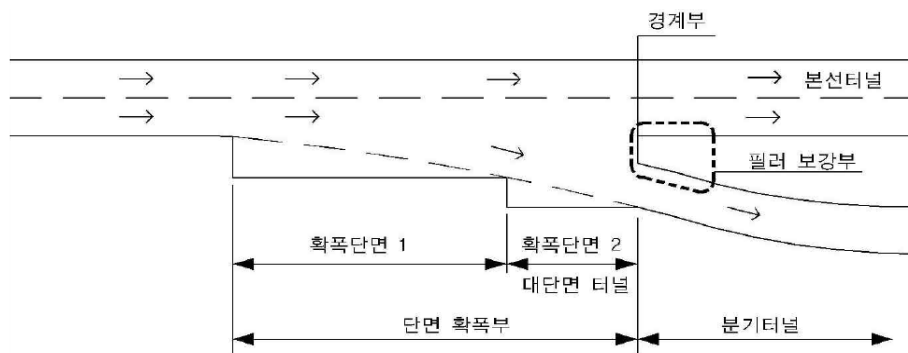 경계부
본선터널
필러 보강부
확폭단면 1
확폭단면 2
대단면 터널
단면 확폭부
분기터널